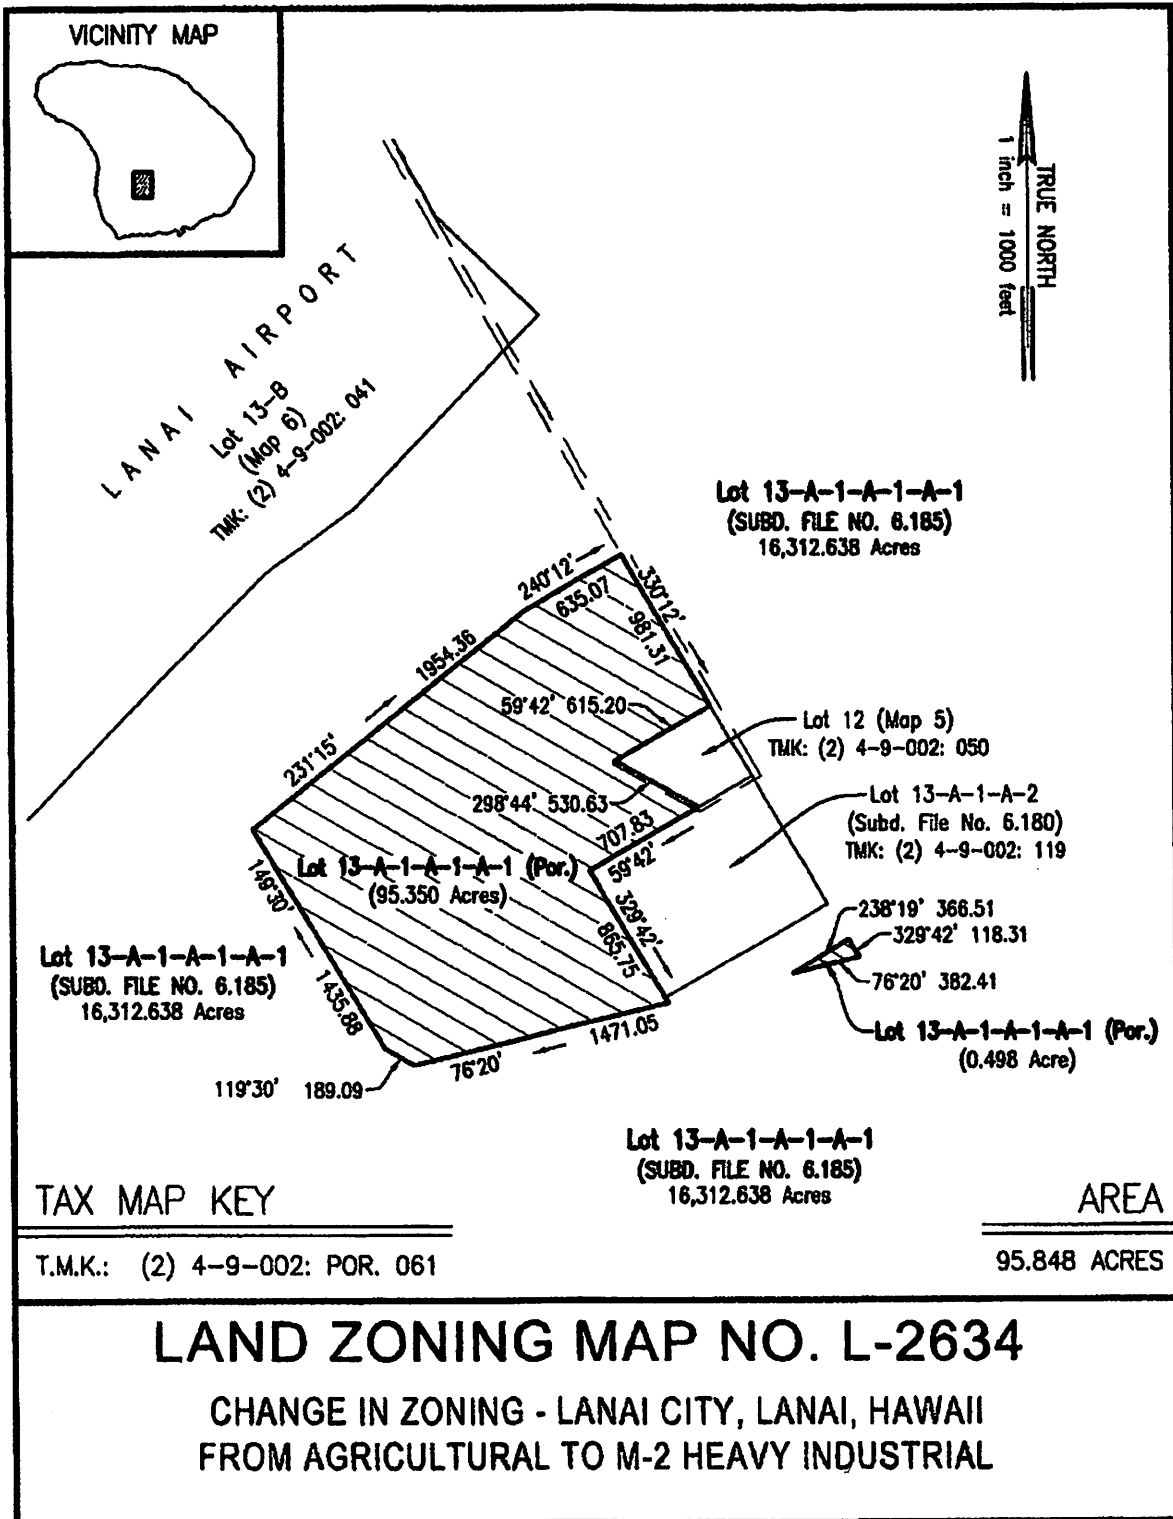 VICINITY MAP
TRUE NORTH
1 inch = 1000 feet
LANAI AIRPORT
Lot 13-B
(Map 6)
TMK: (2) 4-9-002: 041
Lot 13-A-1-A-1-A-1
(SUBD. FILE NO. 6.185)
16,312.638 Acres
240°12'
635.07
330°12'
981.31
1954.36
231°15'
59°42' 615.20
Lot 12 (Map 5)
TMK: (2) 4-9-002: 050
298°44' 530.63
Lot 13-A-1-A-2
(Subd. File No. 6.180)
TMK: (2) 4-9-002: 119
707.83
59°42'
Lot 13-A-1-A-1-A-1 (Por.)
(95.350 Acres)
149°30'
1435.88
329°42'
865.75
238°19' 366.51
329°42' 118.31
76°20' 382.41
Lot 13-A-1-A-1-A-1 (Por.)
(0.498 Acre)
Lot 13-A-1-A-1-A-1
(SUBD. FILE NO. 6.185)
16,312.638 Acres
1471.05
76°20'
119°30' 189.09
Lot 13-A-1-A-1-A-1
(SUBD. FILE NO. 6.185)
16,312.638 Acres
TAX MAP KEY
AREA
T.M.K.: (2) 4-9-002: POR. 061
95.848 ACRES
LAND ZONING MAP NO. L-2634
CHANGE IN ZONING - LANAI CITY, LANAI, HAWAII
FROM AGRICULTURAL TO M-2 HEAVY INDUSTRIAL